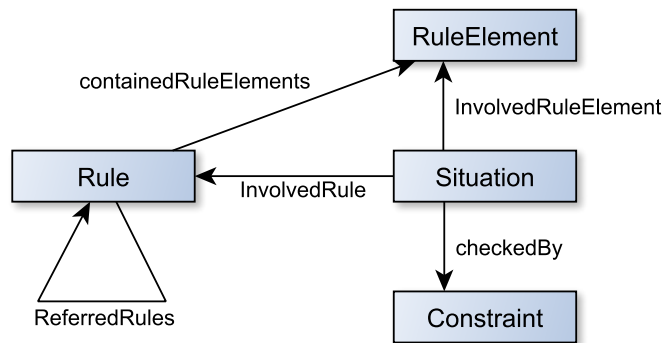 RuleElement
containedRuleElements
InvolvedRuleElement
Rule
Situation
InvolvedRule
checkedBy
ReferredRules
Constraint